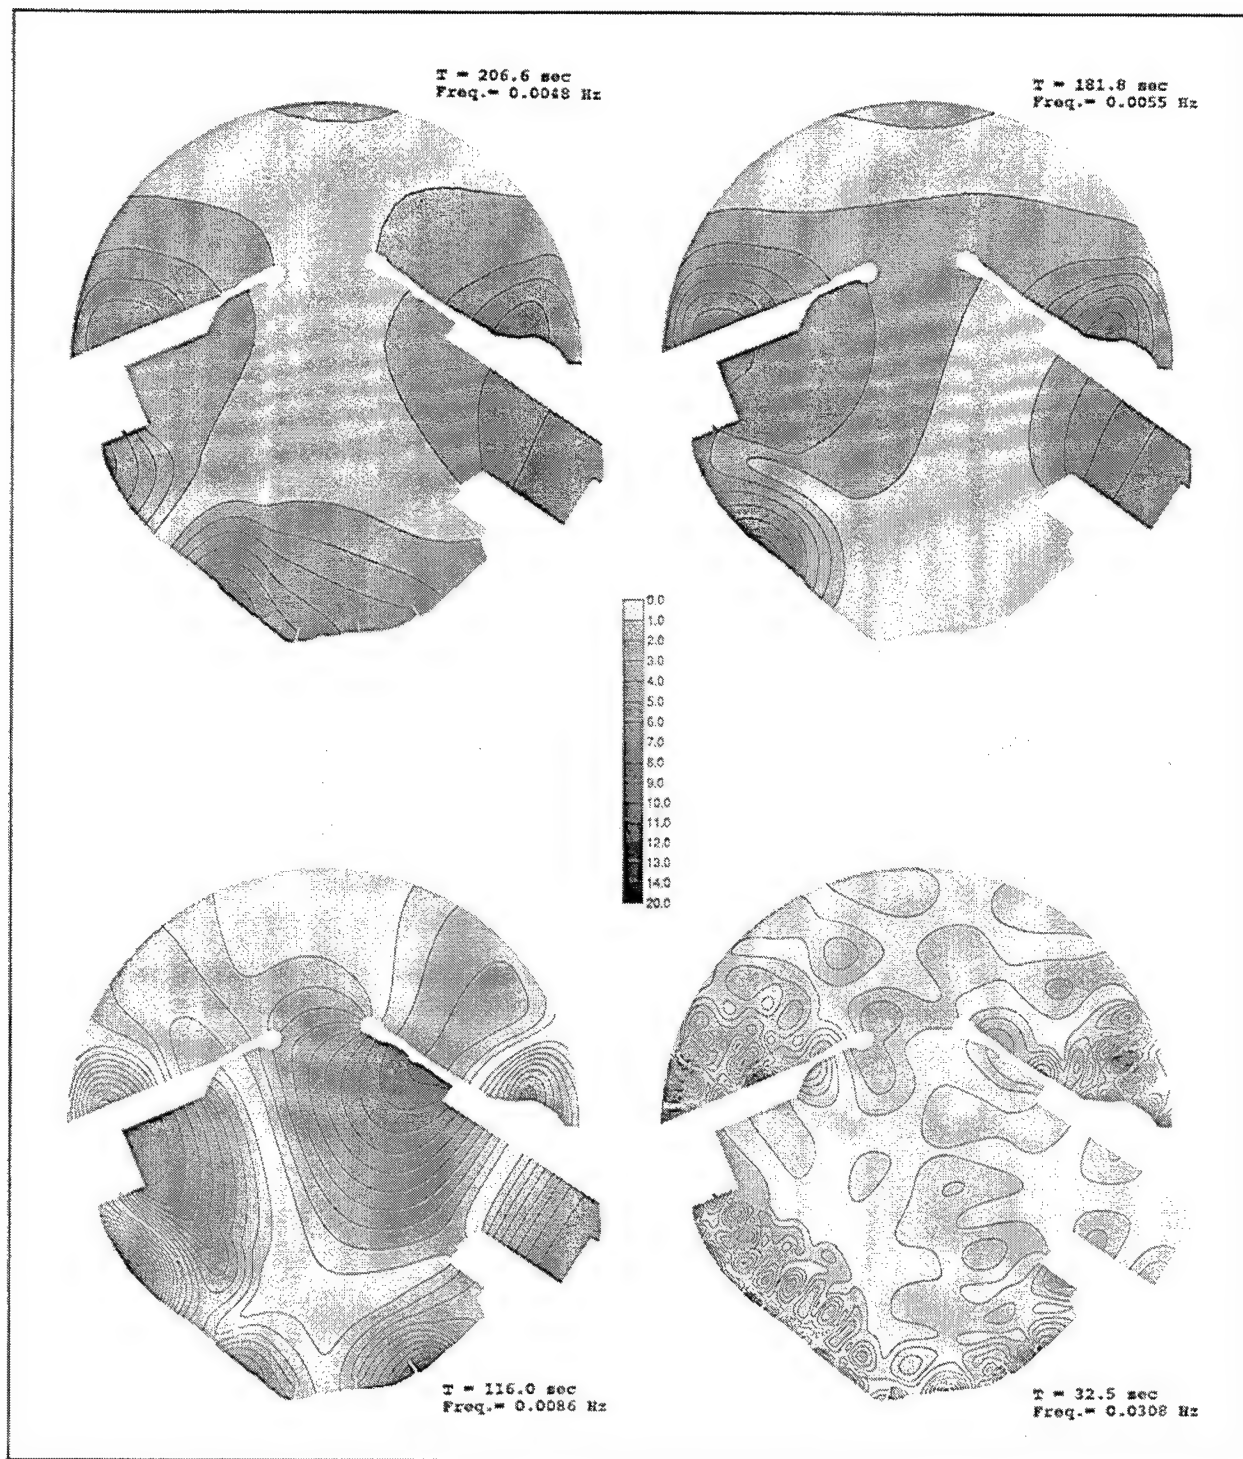 T = 206.6 sec
Freq.= 0.0048 Hz
T = 181.8 sec
Freq.= 0.0055 Hz
0.0
1.0
2.0
3.0
4.0
5.0
6.0
7.0
8.0
9.0
10.0
11.0
12.0
13.0
14.0
20.0
T = 116.0 sec
Freq.= 0.0086 Hz
T = 32.5 sec
Freq.= 0.0308 Hz